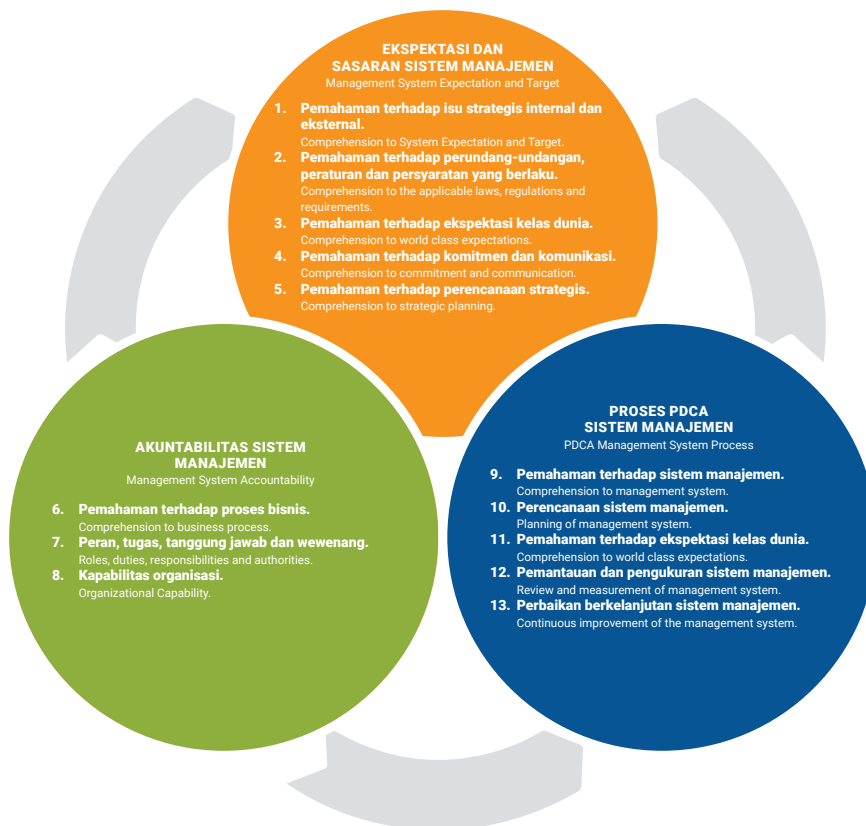 EKSPEKTASI DAN
SASARAN SISTEM MANAJEMEN
Management System Expectation and Target
1. Pemahaman terhadap isu strategis internal dan
eksternal.
Comprehension to System Expectation and Target.
2. Pemahaman terhadap perundang-undangan,
peraturan dan persyaratan yang berlaku.
Comprehension to the applicable laws, regulations and
requirements.
3. Pemahaman terhadap ekspektasi kelas dunia.
Comprehension to world class expectations.
4. Pemahaman terhadap komitmen dan komunikasi.
Comprehension to commitment and communication.
5. Pemahaman terhadap perencanaan strategis.
Comprehension to strategic planning.
AKUNTABILITAS SISTEM
MANAJEMEN
Management System Accountability
6. Pemahaman terhadap proses bisnis.
Comprehension to business process.
7. Peran, tugas, tanggung jawab dan wewenang.
Roles, duties, responsibilities and authorities.
8. Kapabilitas organisasi.
Organizational Capability.
PROSES PDCA
SISTEM MANAJEMEN
PDCA Management System Process
9. Pemahaman terhadap sistem manajemen.
Comprehension to management system.
10. Perencanaan sistem manajemen.
Planning of management system.
11. Pemahaman terhadap ekspektasi kelas dunia.
Comprehension to world class expectations.
12. Pemantauan dan pengukuran sistem manajemen.
Review and measurement of management system.
13. Perbaikan berkelanjutan sistem manajemen.
Continuous improvement of the management system.